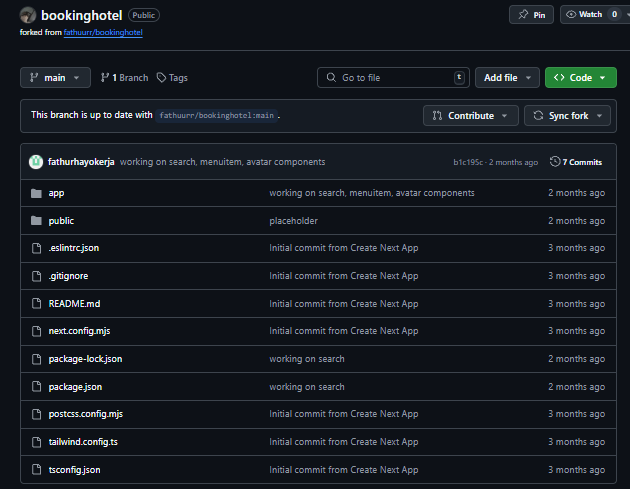 bookinghotel Public Pin Watch 0
forked from fathuurr/bookinghotel
main 1 Branch Tags Go to file t Add file Code
This branch is up to date with fathuurr/bookinghotel:main . Contribute Sync fork
fathurhayokerja working on search, menuitem, avatar components b1c195c · 2 months ago 7 Commits
app working on search, menuitem, avatar components 2 months ago
public placeholder 2 months ago
.eslintrc.json Initial commit from Create Next App 3 months ago
.gitignore Initial commit from Create Next App 3 months ago
README.md Initial commit from Create Next App 3 months ago
next.config.mjs Initial commit from Create Next App 3 months ago
package-lock.json working on search 2 months ago
package.json working on search 2 months ago
postcss.config.mjs Initial commit from Create Next App 3 months ago
tailwind.config.ts Initial commit from Create Next App 3 months ago
tsconfig.json Initial commit from Create Next App 3 months ago